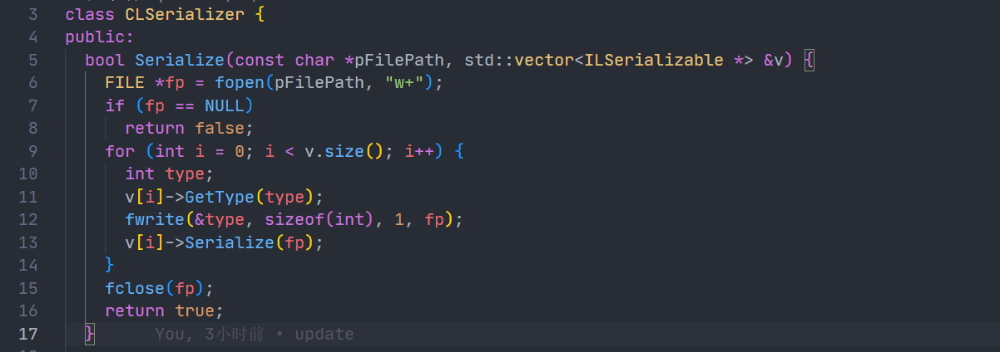 3 class CLSerializer {
4 public:
5 bool Serialize(const char *pFilePath, std::vector<ILSerializable *> &v) {
6 FILE *fp = fopen(pFilePath, "w+");
7 if (fp == NULL)
8 return false;
9 for (int i = 0; i < v.size(); i++) {
10 int type;
11 v[i]->GetType(type);
12 fwrite(&type, sizeof(int), 1, fp);
13 v[i]->Serialize(fp);
14 }
15 fclose(fp);
16 return true;
17 } You, 3小时前 • update